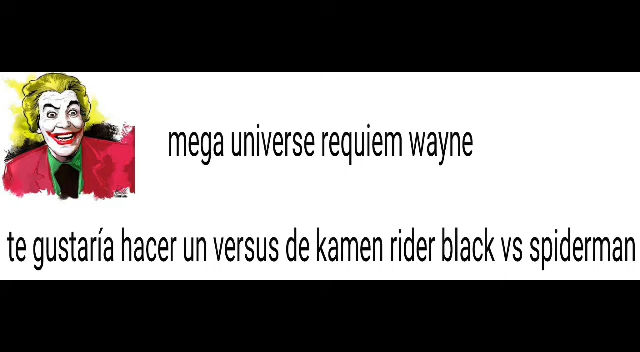 mega universe requiem wayne
te gustaría hacer un versus de kamen rider black vs spiderman